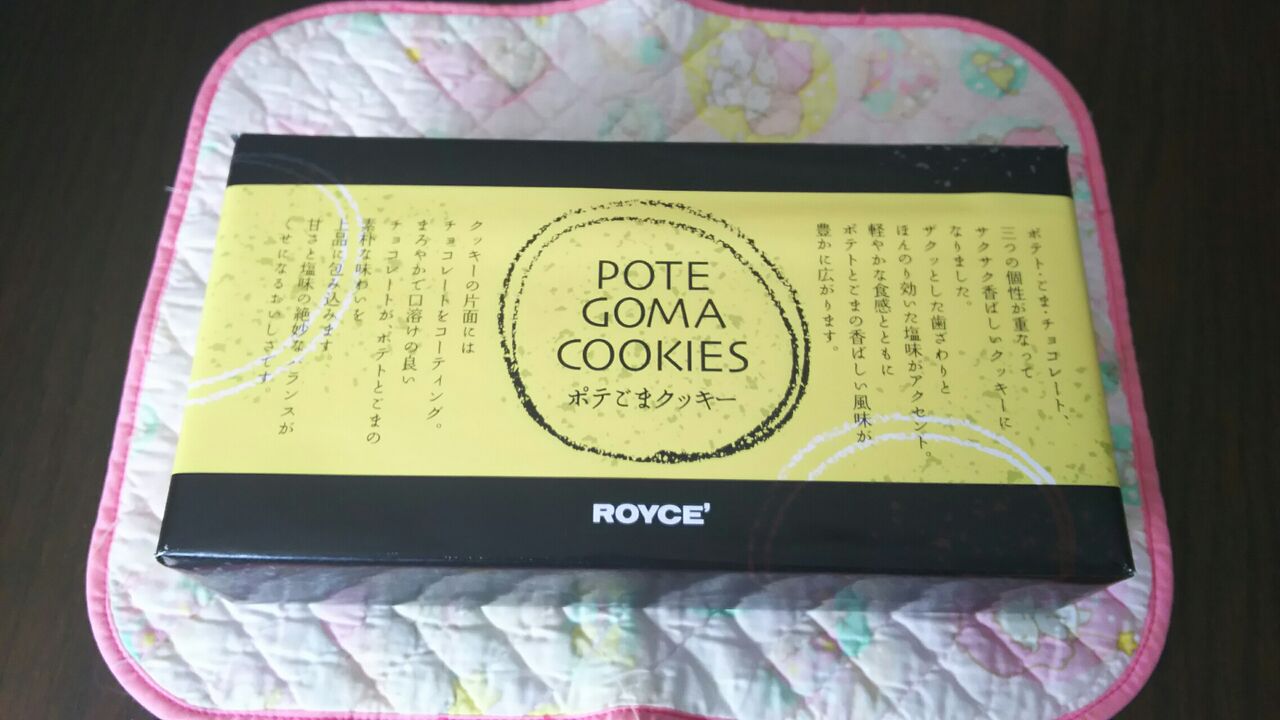 ポテト・ごま・チョコレート、
三つの個性が重なって
サクサク香ばしいクッキーに
なりました。
ザクッとした歯ざわりと
ほんのり効いた塩味がアクセント。
軽やかな食感とともに
ポテトとごまの香ばしい風味が
豊かに広がります。
POTE
GOMA
COOKIES
ポテごまクッキー
クッキーの片面には
チョコレートをコーティング。
まろやかで口溶けの良い
チョコレートが、ポテトとごまの
素朴な味わいを
上品に包み込みます
甘さと塩味の絶妙なバランスが
しあわせになるおいしさです。
ROYCE'